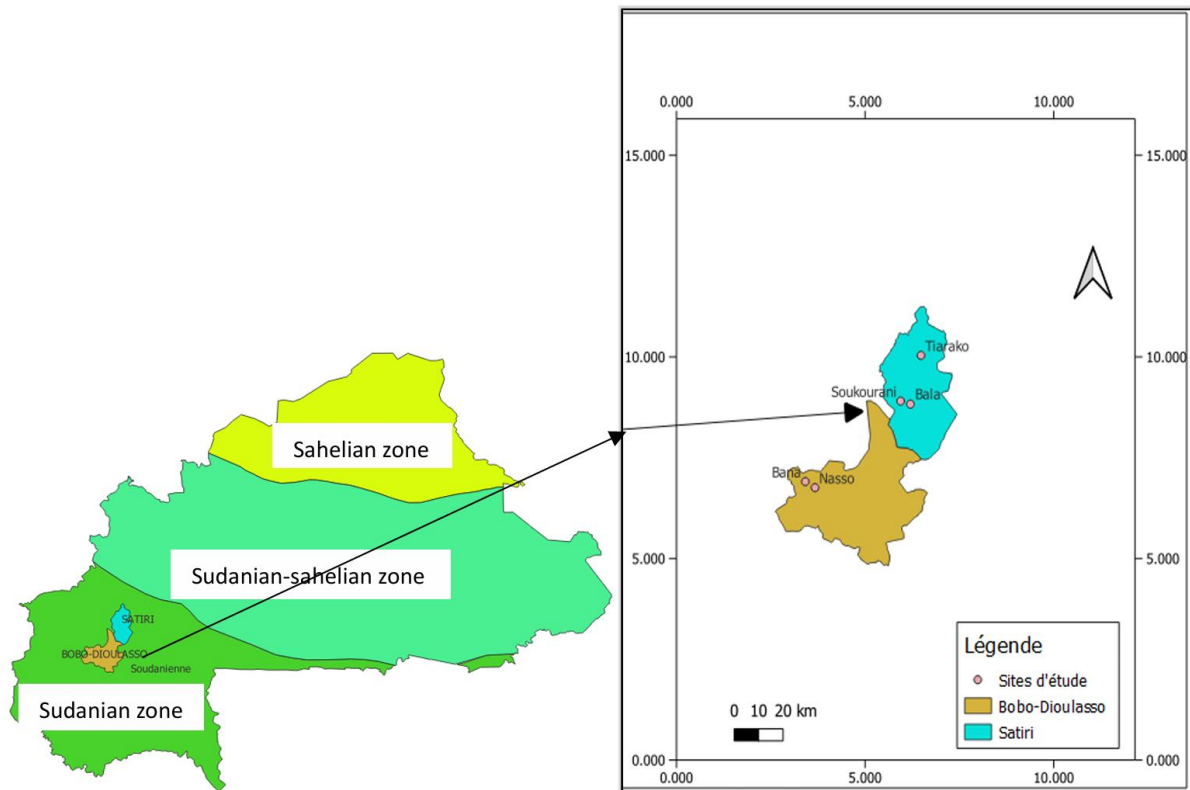 Sahelian zone
Sudanian-sahelian zone
SATIRI
BOBO-DIOULASSO
Soudanienne
Sudanian zone
0.000 5.000 10.000
15.000 15.000
10.000 10.000
5.000 5.000
0.000 0.000
0.000 5.000 10.000
Tiarako
Soukourani Bala
Bana Nasso
Légende
Sites d'étude
Bobo-Dioulasso
Satiri
0 10 20 km